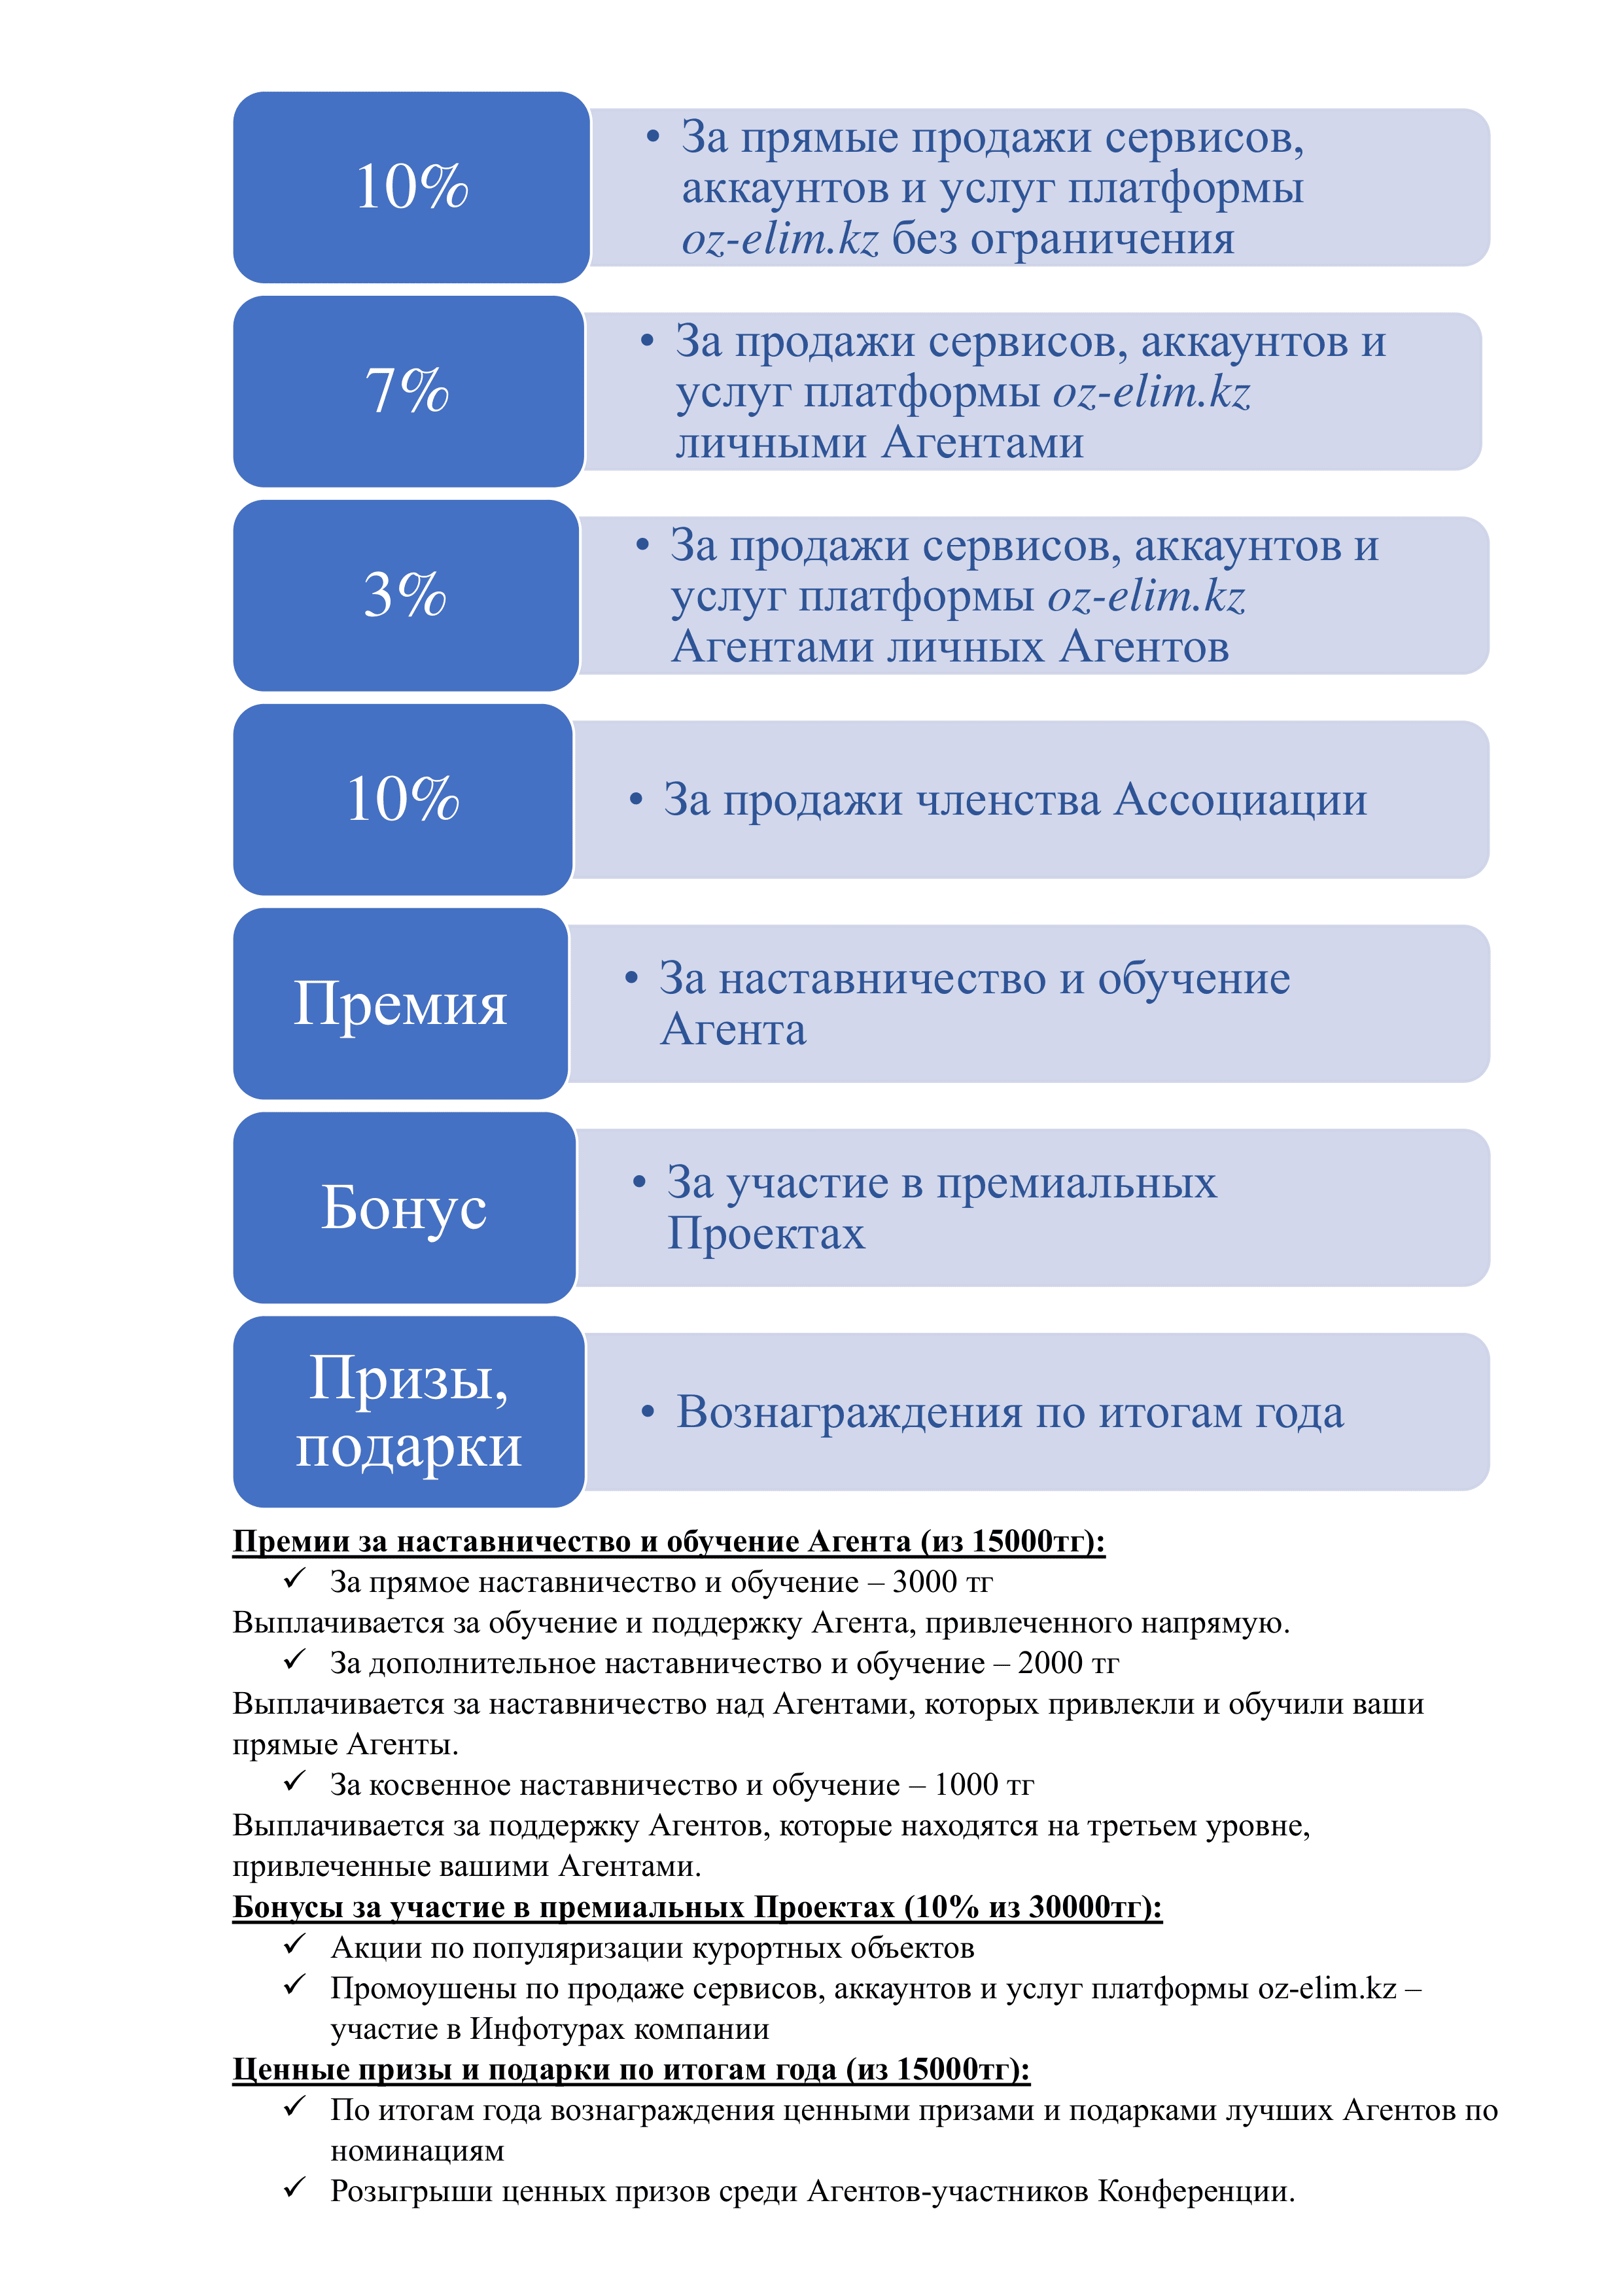 10%
• За прямые продажи сервисов,
аккаунтов и услуг платформы
oz-elim.kz без ограничения
7%
• За продажи сервисов, аккаунтов и
услуг платформы oz-elim.kz
личными Агентами
3%
• За продажи сервисов, аккаунтов и
услуг платформы oz-elim.kz
Агентами личных Агентов
10%
• За продажи членства Ассоциации
Премия
• За наставничество и обучение
Агента
Бонус
• За участие в премиальных
Проектах
Призы,
подарки
• Вознаграждения по итогам года
Премии за наставничество и обучение Агента (из 15000тг):
✓ За прямое наставничество и обучение – 3000 тг
Выплачивается за обучение и поддержку Агента, привлеченного напрямую.
✓ За дополнительное наставничество и обучение – 2000 тг
Выплачивается за наставничество над Агентами, которых привлекли и обучили ваши
прямые Агенты.
✓ За косвенное наставничество и обучение – 1000 тг
Выплачивается за поддержку Агентов, которые находятся на третьем уровне,
привлеченные вашими Агентами.
Бонусы за участие в премиальных Проектах (10% из 30000тг):
✓ Акции по популяризации курортных объектов
✓ Промоушены по продаже сервисов, аккаунтов и услуг платформы oz-elim.kz –
участие в Инфотурах компании
Ценные призы и подарки по итогам года (из 15000тг):
✓ По итогам года вознаграждения ценными призами и подарками лучших Агентов по
номинациям
✓ Розыгрыши ценных призов среди Агентов-участников Конференции.